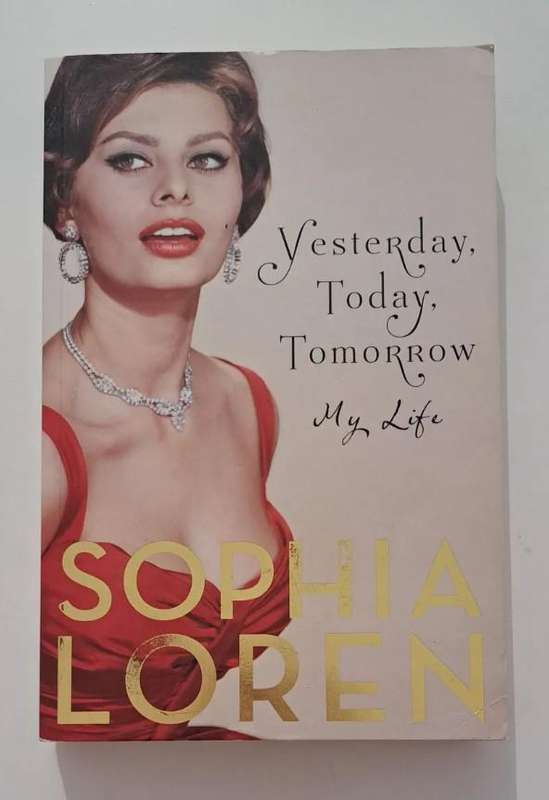 Yesterday,
Today,
Tomorrow
My Life
SOPHIA
LOREN